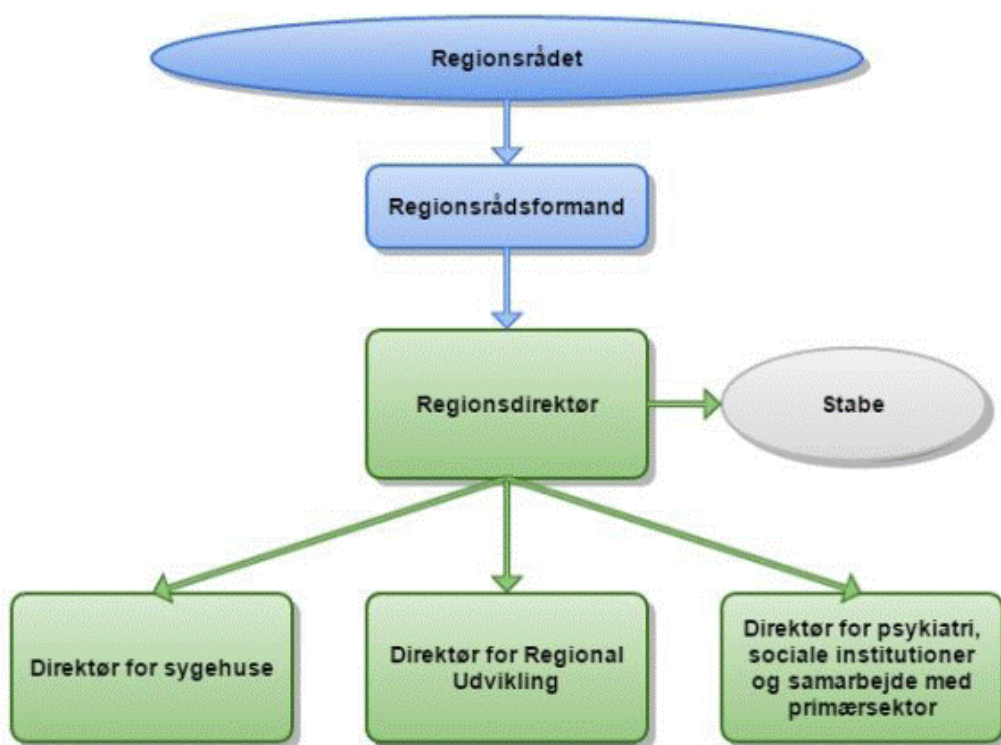 Regionsrådet
Regionsrådsformand
Regionsdirektør
Stabe
Direktør for sygehuse
Direktør for Regional
Udvikling
Direktør for psykiatri,
sociale institutioner
og samarbejde med
primærsektor